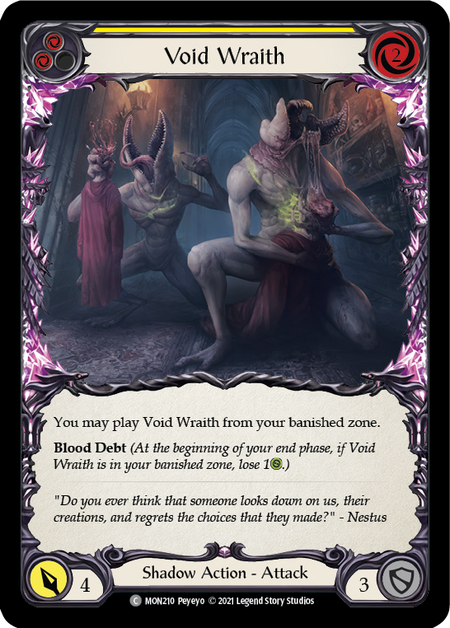 Void Wraith
2
You may play Void Wraith from your banished zone.
Blood Debt (At the beginning of your end phase, if Void
Wraith is in your banished zone, lose 1.)
"Do you ever think that someone looks down on us, their
creations, and regrets the choices that they made?" - Nestus
4
Shadow Action - Attack
3
C MON210 Peyeyo © 2021 Legend Story Studios